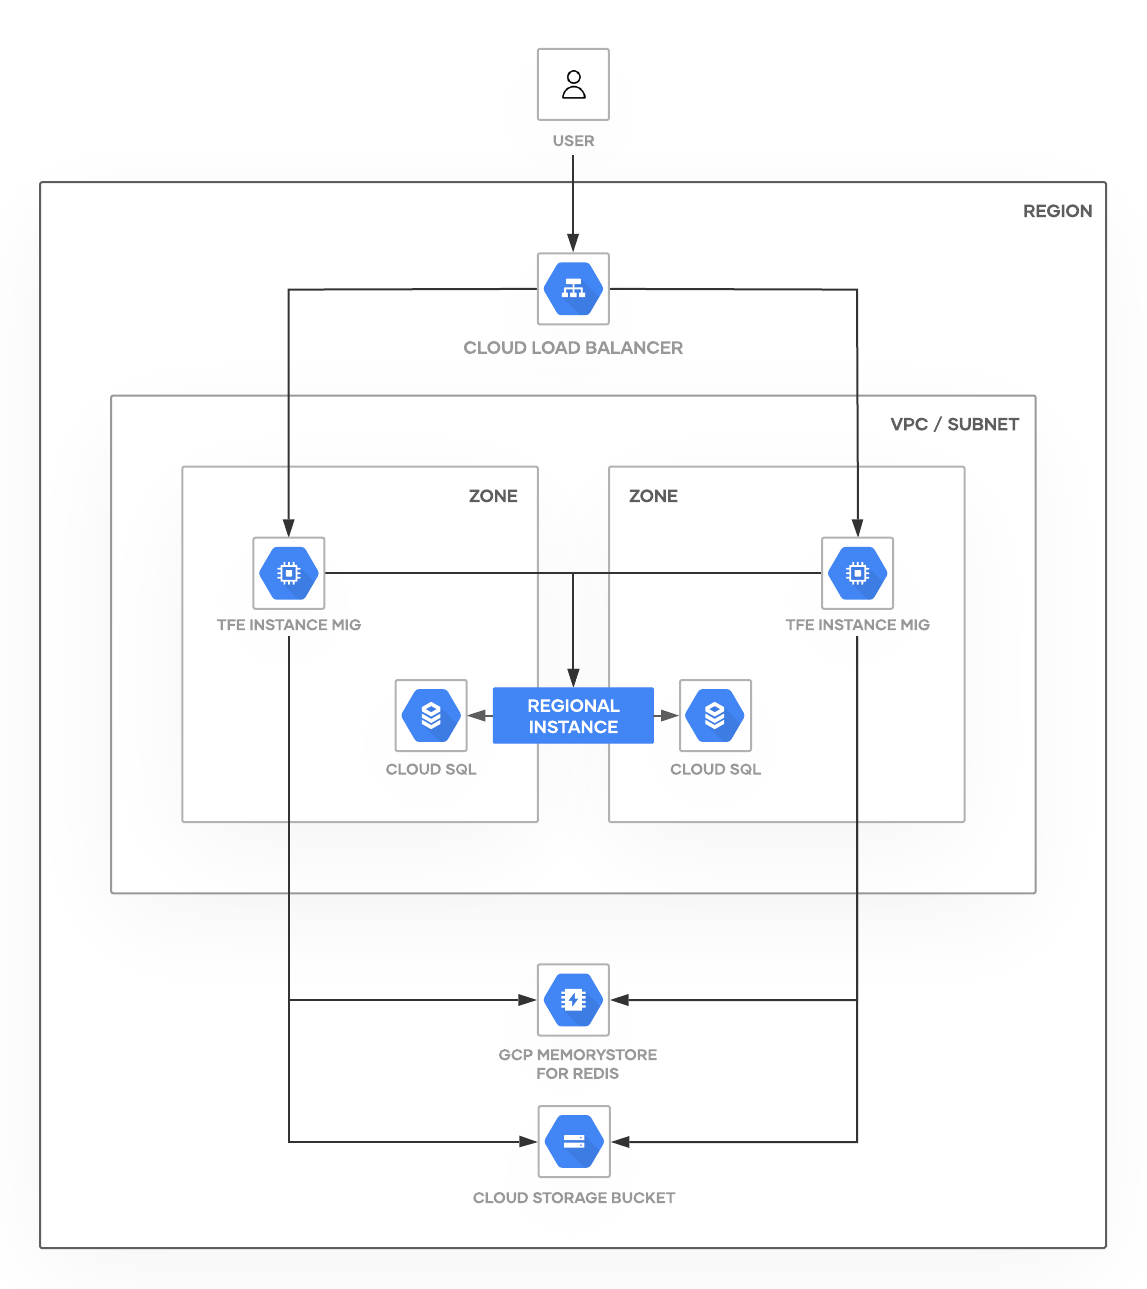 USER
REGION
CLOUD LOAD BALANCER
VPC / SUBNET
ZONE
ZONE
TFE INSTANCE MIG
TFE INSTANCE MIG
REGIONAL
INSTANCE
CLOUD SQL
CLOUD SQL
GCP MEMORYSTORE
FOR REDIS
CLOUD STORAGE BUCKET